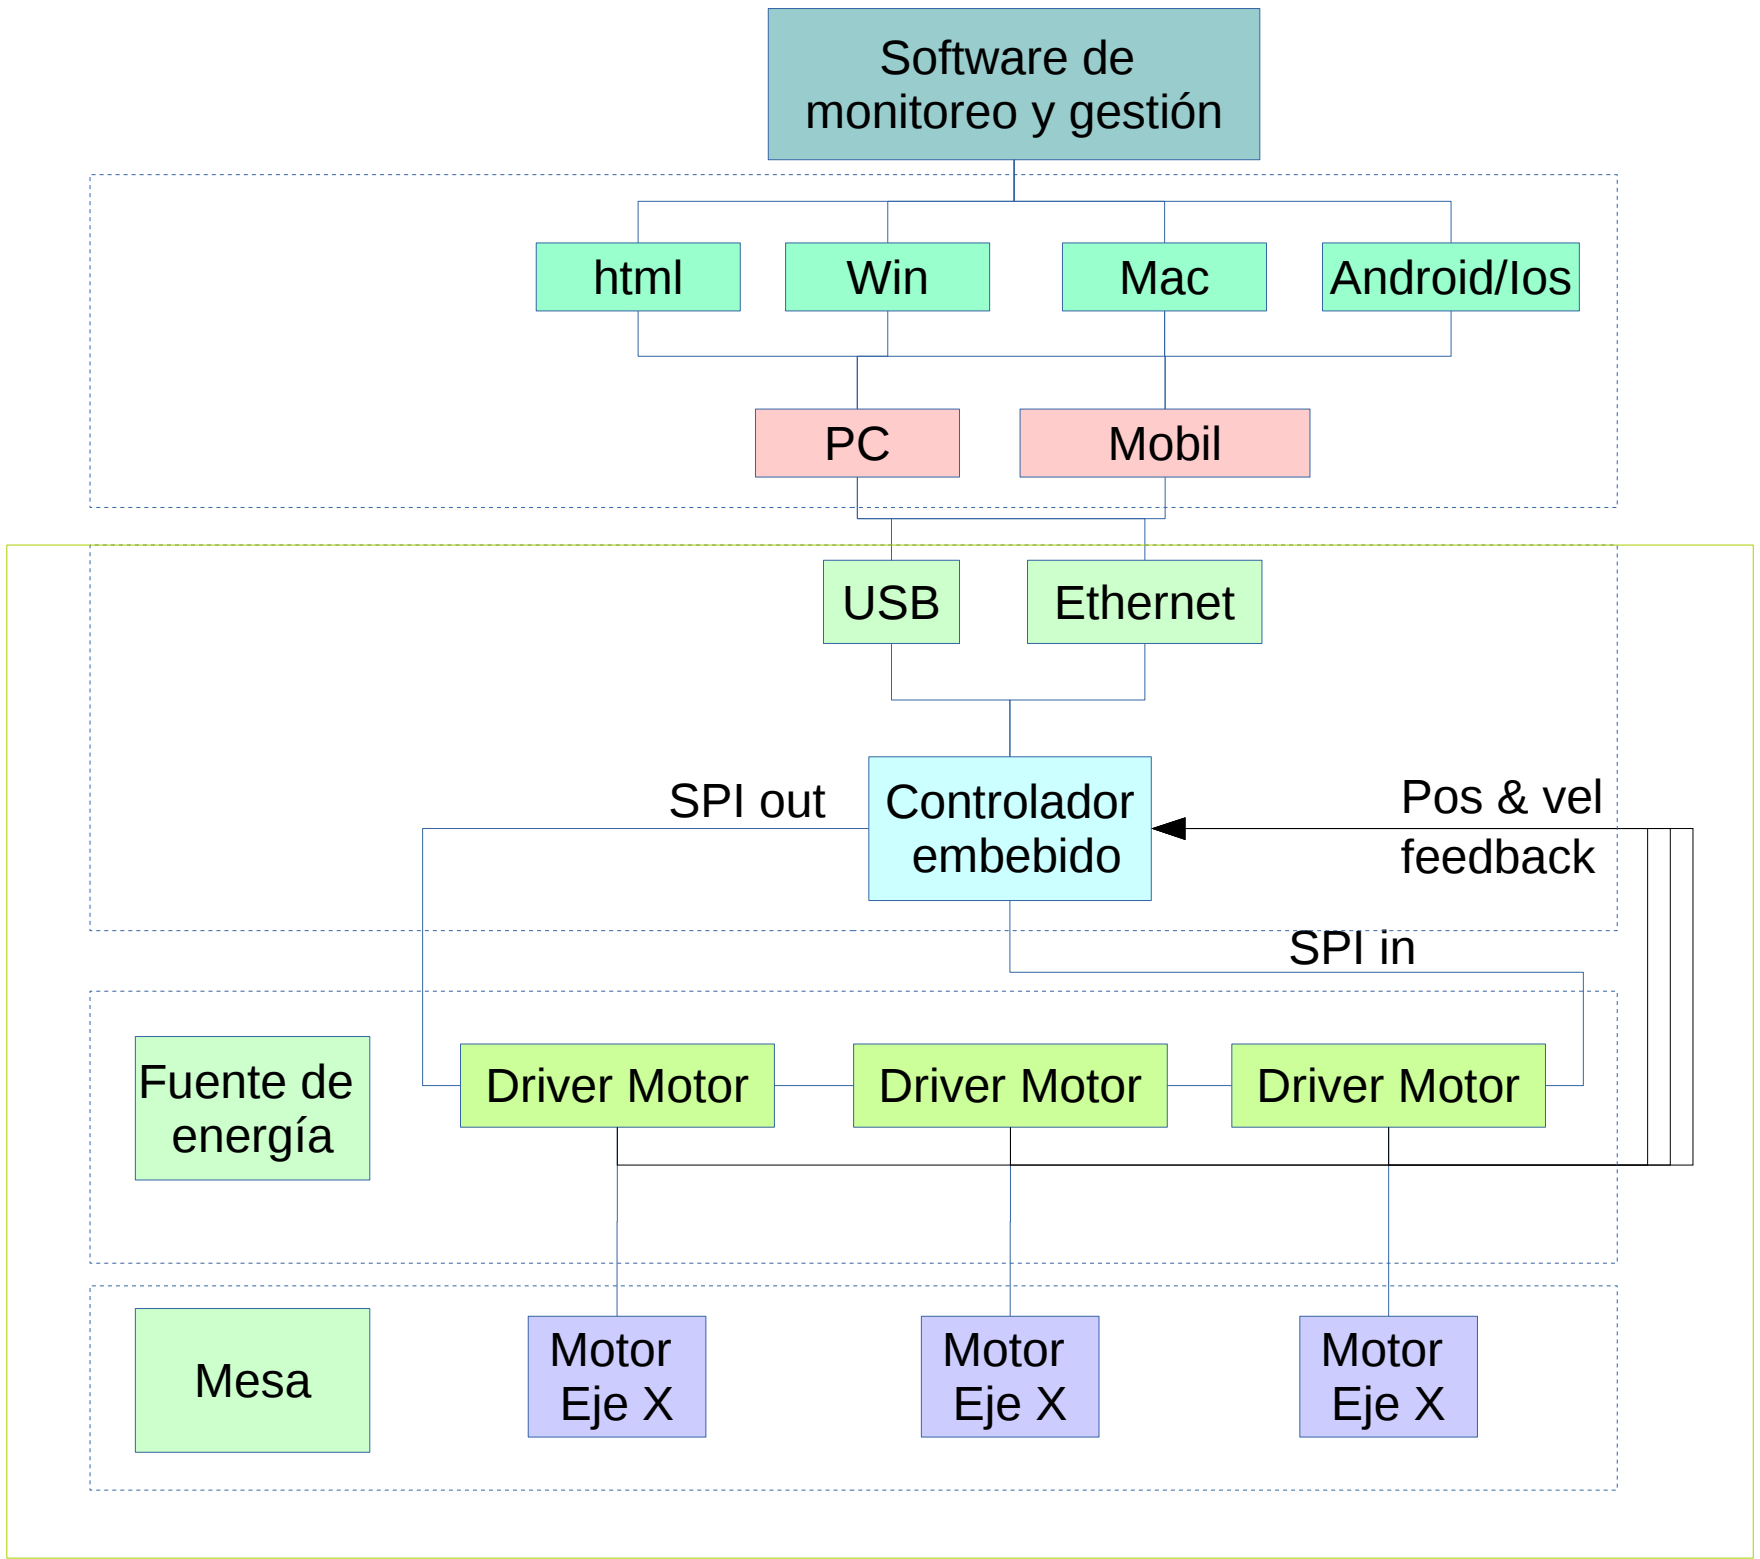 Software de
monitoreo y gestión
html
Win
Mac
Android/Ios
PC
Mobil
USB
Ethernet
SPI out
Controlador
embebido
Pos & vel
feedback
SPI in
Fuente de
energía
Driver Motor
Driver Motor
Driver Motor
Mesa
Motor
Eje X
Motor
Eje X
Motor
Eje X